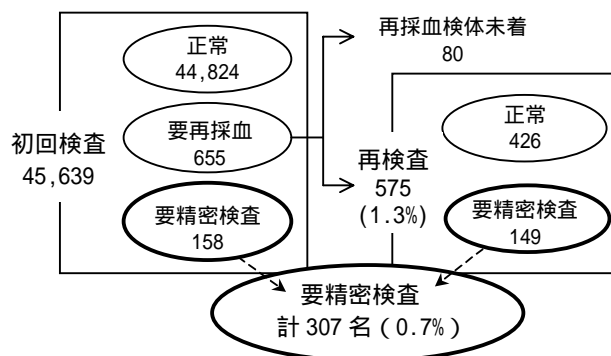 初回検査
45,639
正常
44,824
要再採血
655
要精密検査
158
再採血検体未着
80
再検査
575
(1.3%)
正常
426
要精密検査
149
要精密検査
計 307 名 ( 0.7% )